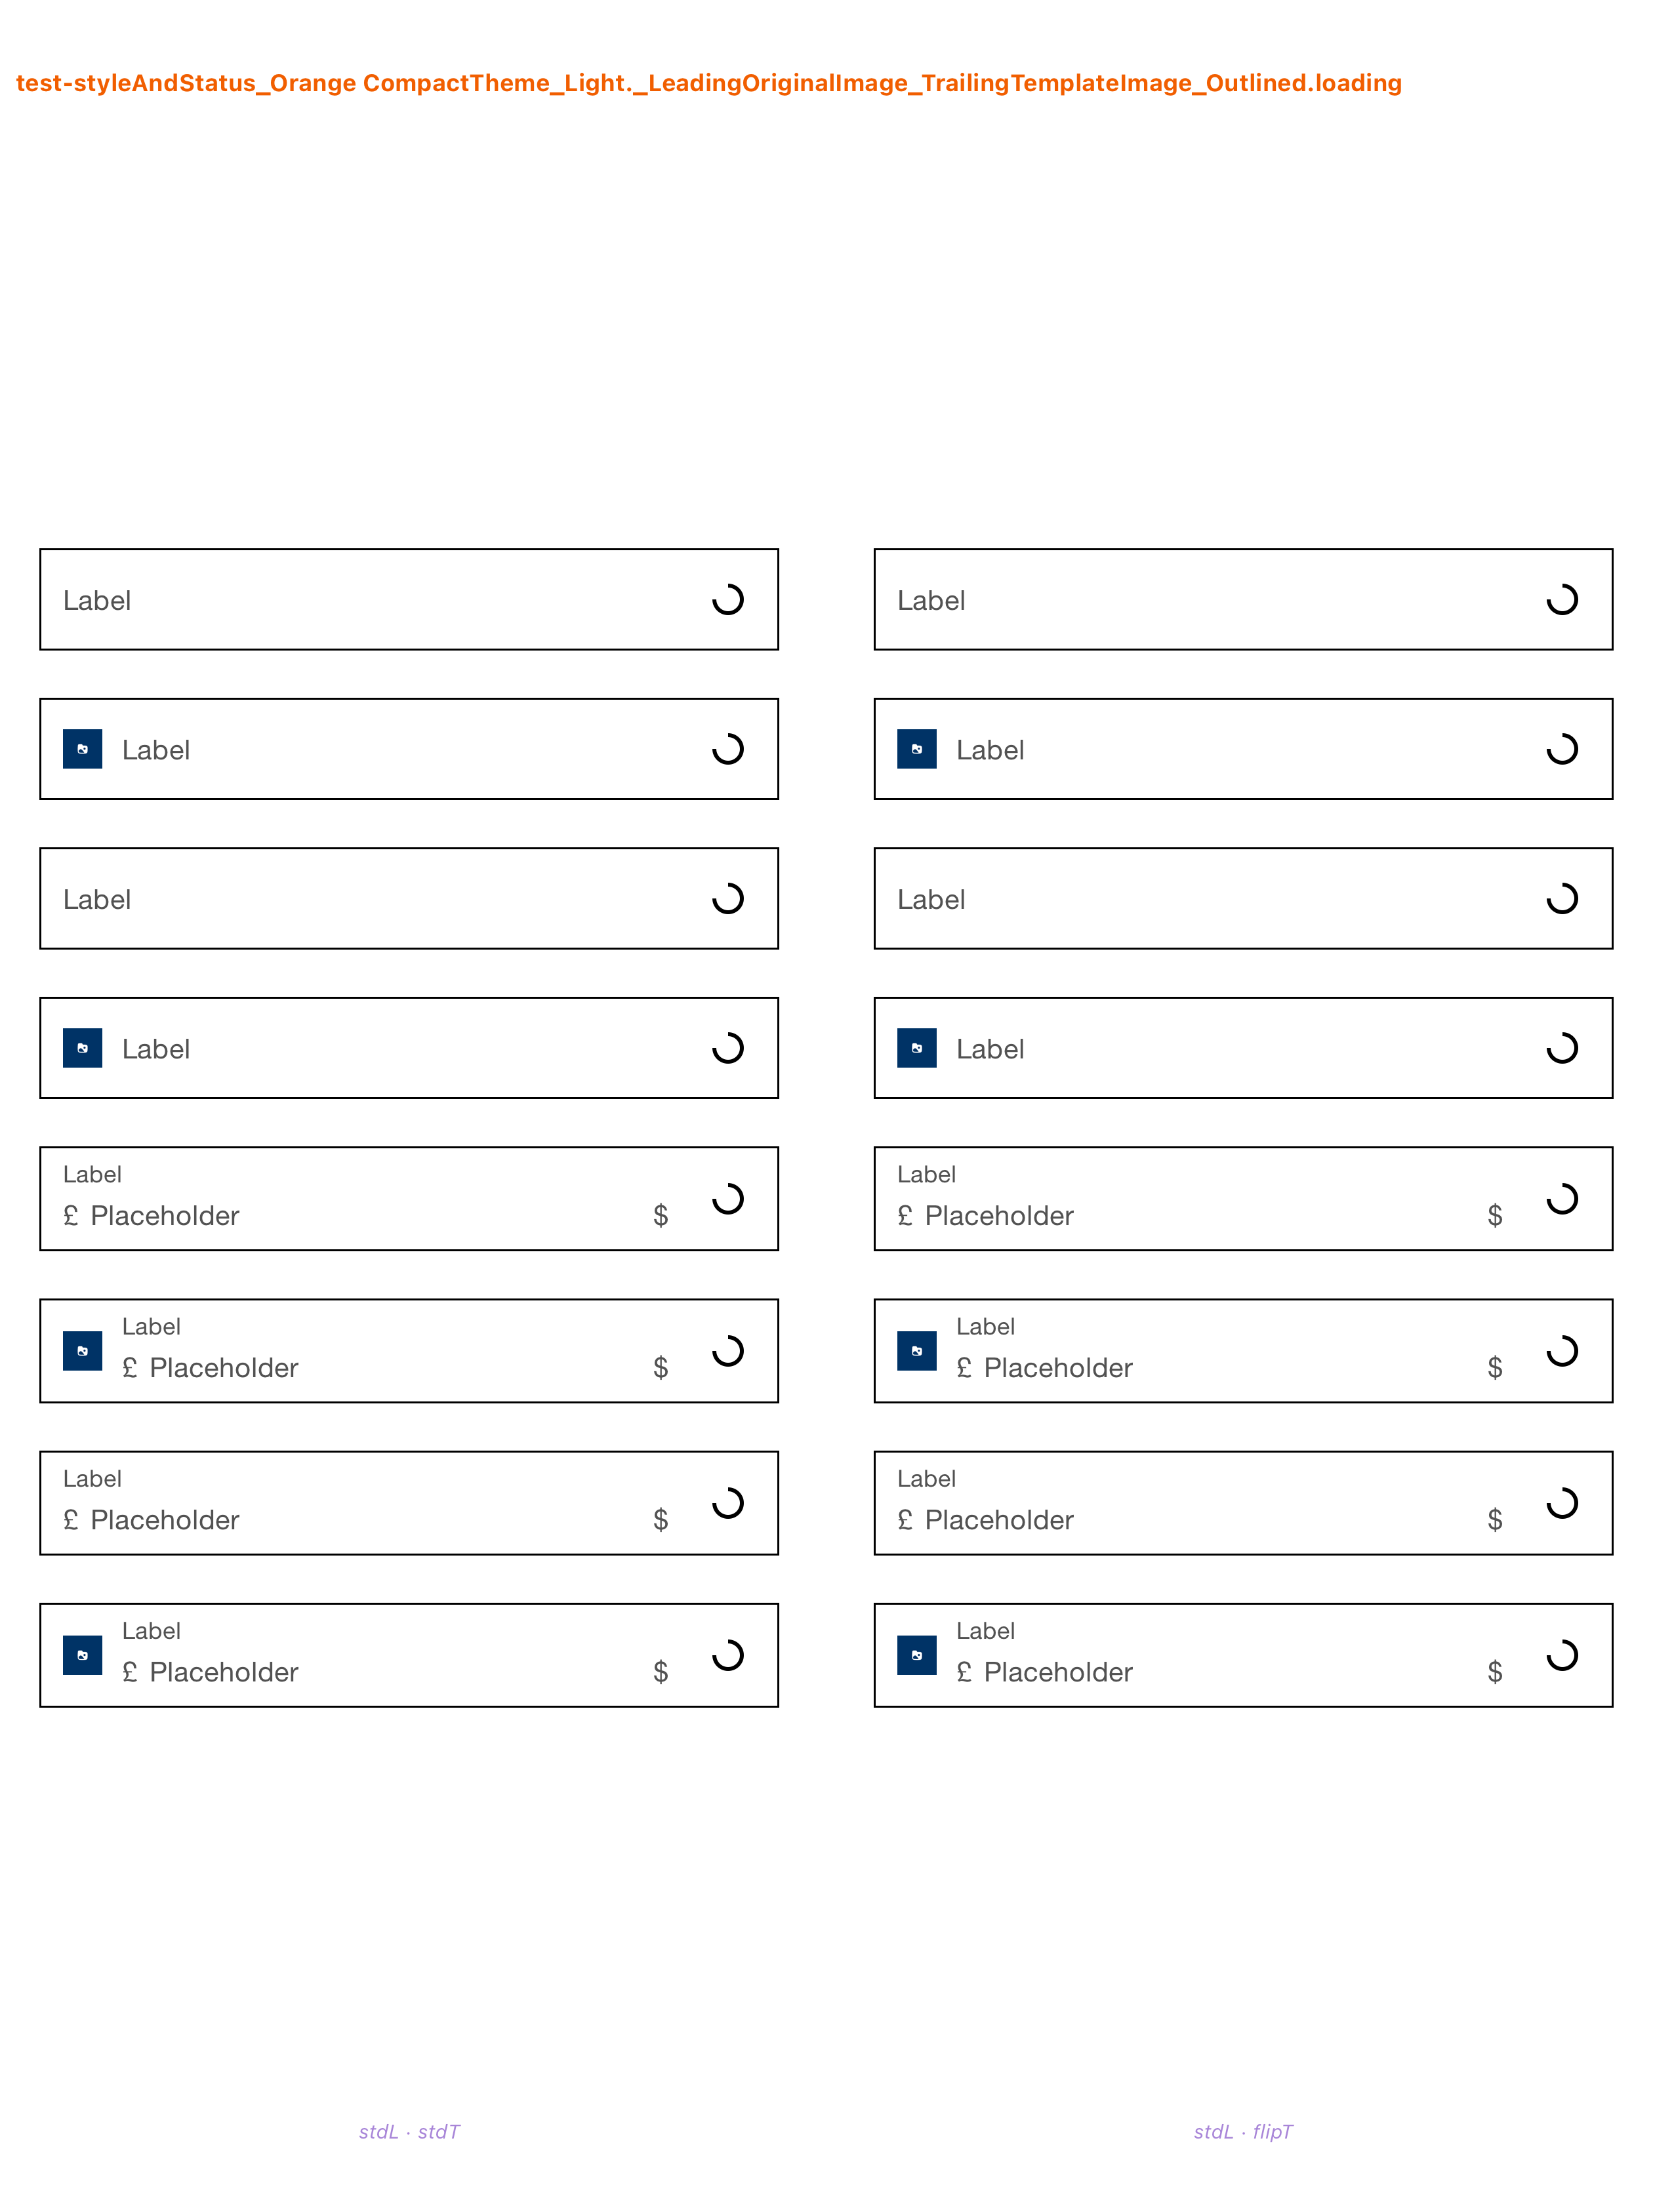 test-styleAndStatus_Orange CompactTheme_Light._LeadingOriginalImage_TrailingTemplateImage_Outlined.loading
Label
Label
Label
Label
Label
Label
Label
Label
Label
Label
£ Placeholder $
£ Placeholder $
Label
Label
£ Placeholder $
£ Placeholder $
Label
Label
£ Placeholder $
£ Placeholder $
Label
Label
£ Placeholder $
£ Placeholder $
stdL · stdT
stdL · flipT